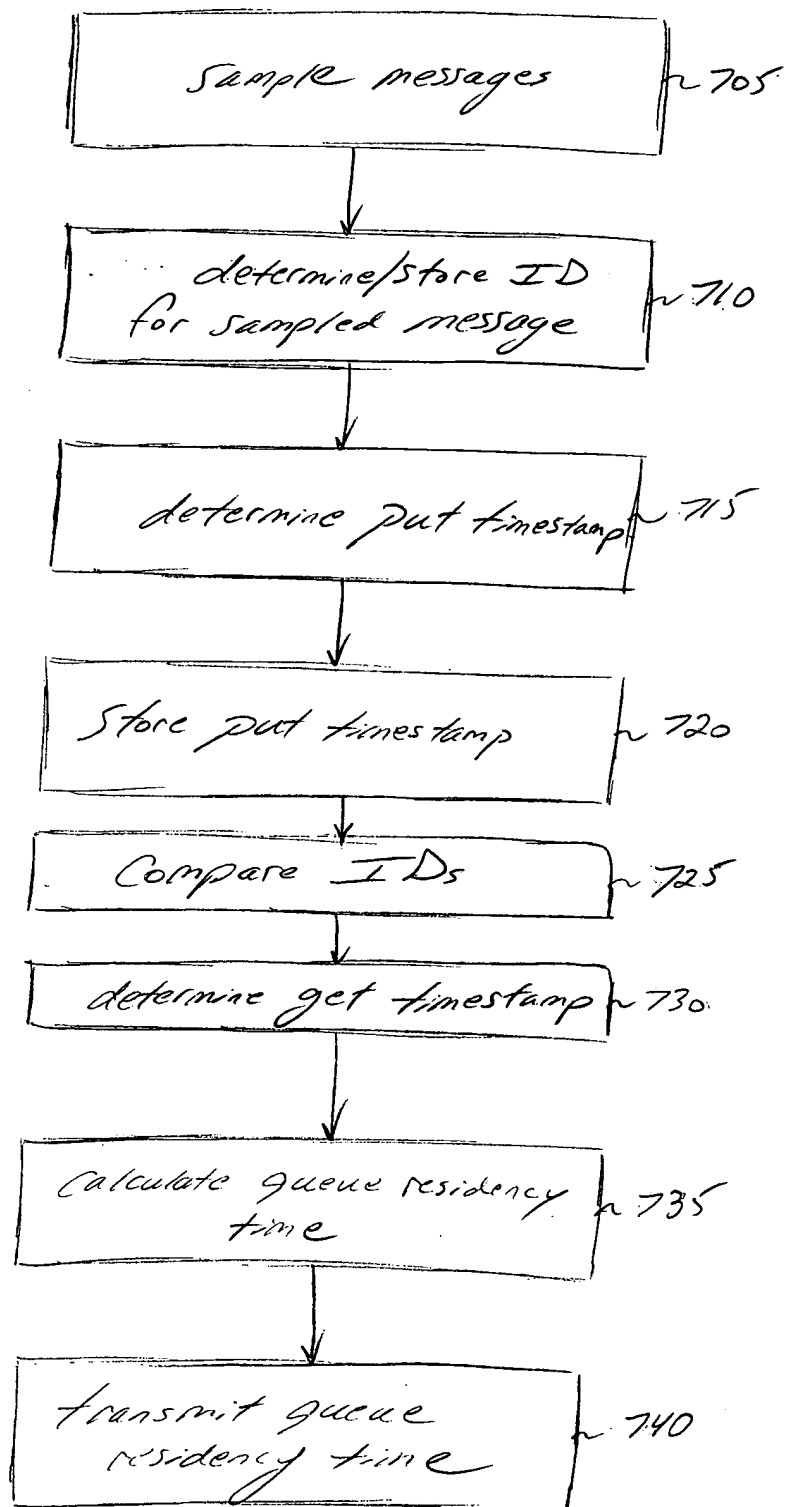 Sample messages ~ 705
determine/store ID ~ 710
for sampled message
determine put timestamp ~ 715
Store put timestamp ~ 720
Compare IDs ~ 725
determine get timestamp ~ 730
Calculate queue residency ~ 735
time
transmit queue ~ 740
residency time